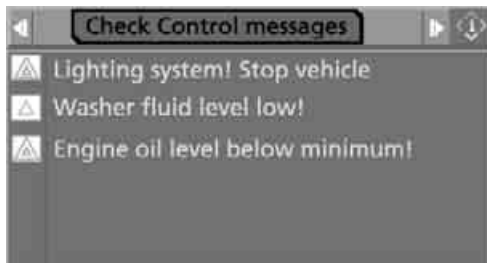 Check Control messages
Lighting system! Stop vehicle
Washer fluid level low!
Engine oil level below minimum!